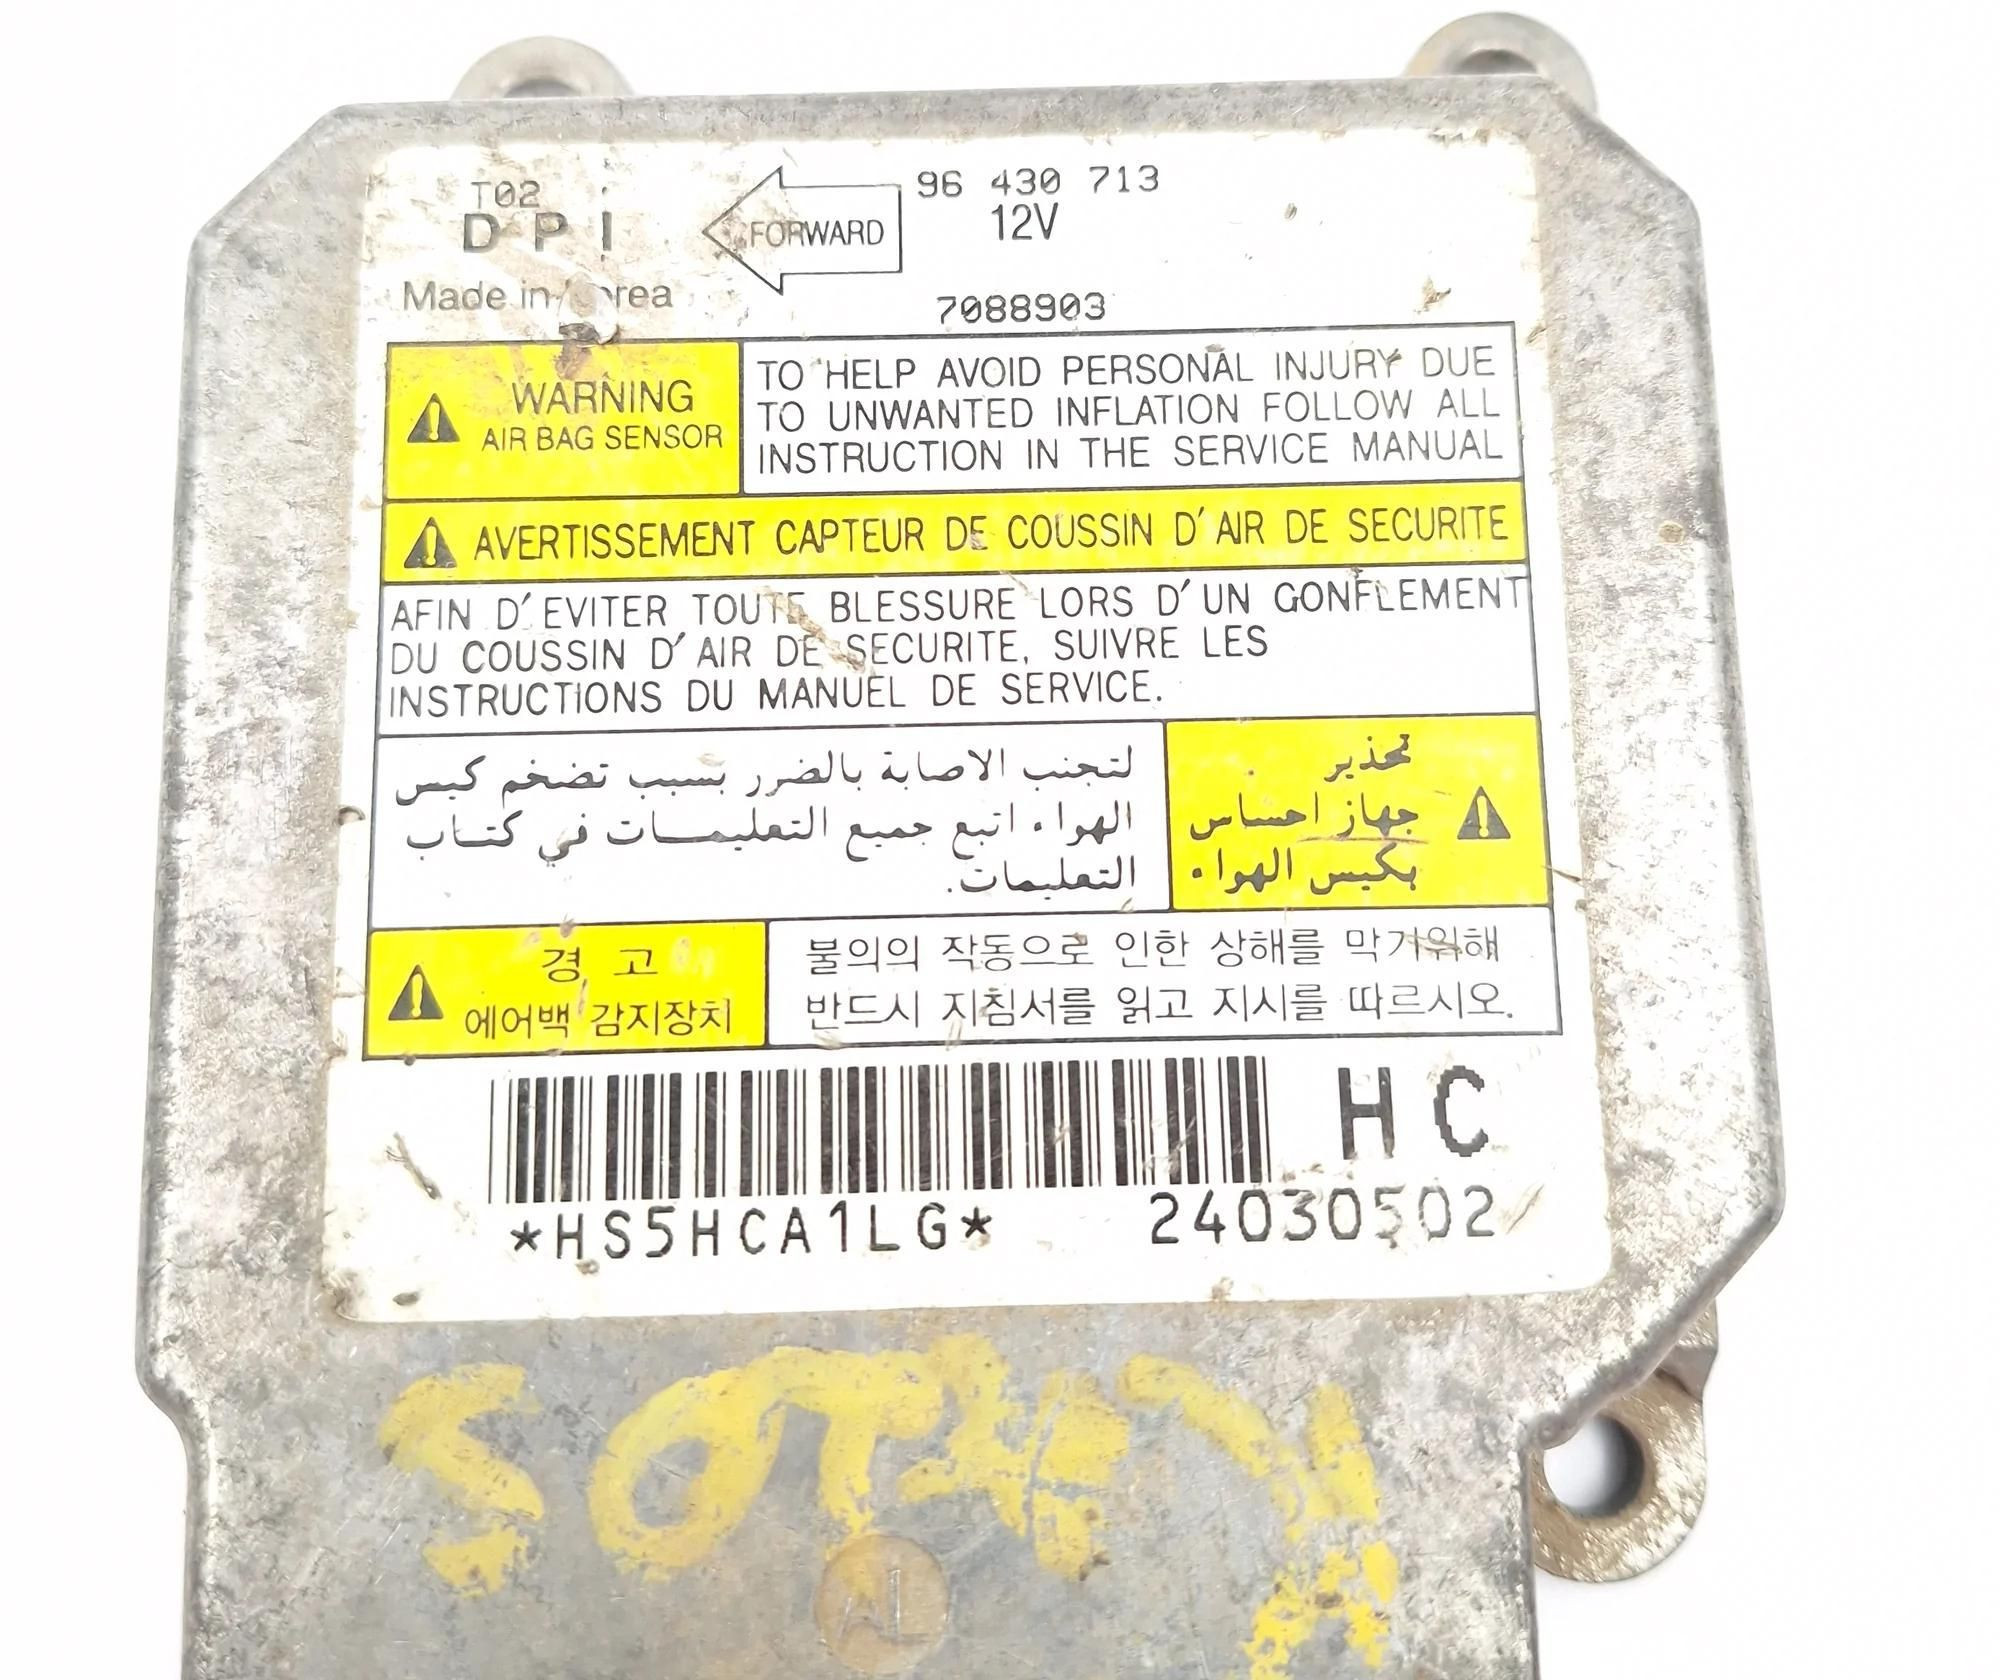 T02
DPI
Made in Korea
FORWARD
96 430 713
12V
7088903
WARNING
AIR BAG SENSOR
TO HELP AVOID PERSONAL INJURY DUE
TO UNWANTED INFLATION FOLLOW ALL
INSTRUCTION IN THE SERVICE MANUAL
AVERTISSEMENT CAPTEUR DE COUSSIN D'AIR DE SECURITE
AFIN D'EVITER TOUTE BLESSURE LORS D'UN GONFLEMENT
DU COUSSIN D'AIR DE SECURITE, SUIVRE LES
INSTRUCTIONS DU MANUEL DE SERVICE.
تحذير
جهاز احساس
بكيس الهواء
لتجنب الاصابة بالضرر بسبب تضخم كيس
الهواء اتبع جميع التعليمات في كتاب
التعليمات.
경 고
에어백 감지장치
불의의 작동으로 인한 상해를 막기위해
반드시 지침서를 읽고 지시를 따르시오.
HC
*HS5HCA1LG*
24030502